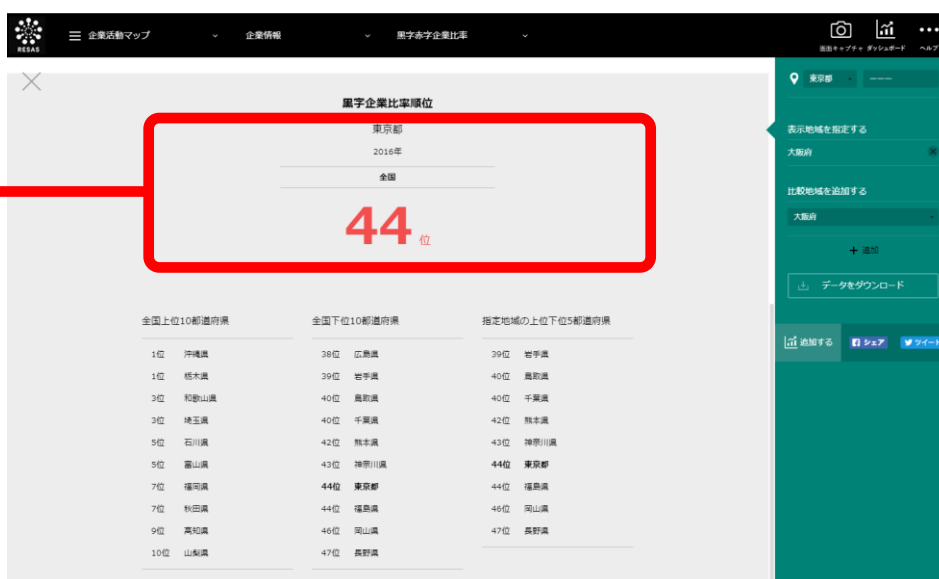 RESAS
企業活動マップ
企業情報
黒字赤字企業比率
画面キャプチャ ダッシュボード ヘルプ
黒字企業比率順位
東京都
2016年
全国
44 位
全国上位10都道府県
1位 沖縄県
1位 栃木県
3位 和歌山県
3位 埼玉県
5位 石川県
5位 富山県
7位 福岡県
7位 秋田県
9位 高知県
10位 山梨県
全国下位10都道府県
38位 広島県
39位 岩手県
40位 鳥取県
40位 千葉県
42位 熊本県
43位 神奈川県
44位 東京都
44位 福島県
46位 岡山県
47位 長野県
指定地域の上位下位5都道府県
39位 岩手県
40位 鳥取県
40位 千葉県
42位 熊本県
43位 神奈川県
44位 東京都
44位 福島県
46位 岡山県
47位 長野県
東京都 ---
表示地域を指定する
大阪府
比較地域を追加する
大阪府
+ 追加
データをダウンロード
追加する シェア ツイート